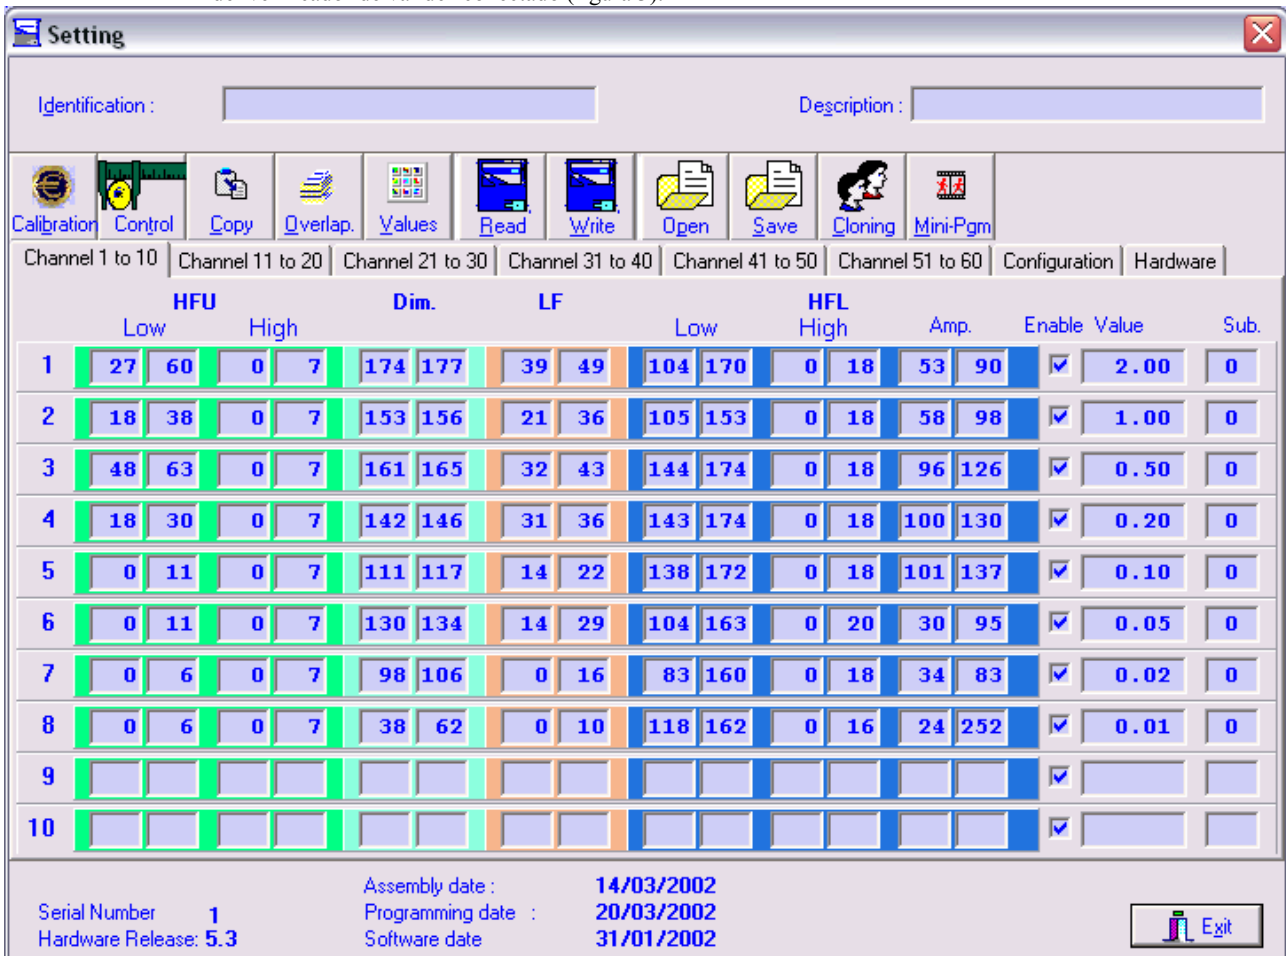 Setting
Identification : Description :
Calibration Control Copy Overlap. Values Read Write Open Save Cloning Mini-Pgm
Channel 1 to 10 Channel 11 to 20 Channel 21 to 30 Channel 31 to 40 Channel 41 to 50 Channel 51 to 60 Configuration Hardware
HFU Dim. LF HFL
Low High Low High Amp. Enable Value Sub.
1 27 60 0 7 174 177 39 49 104 170 0 18 53 90 2.00 0
2 18 38 0 7 153 156 21 36 105 153 0 18 58 98 1.00 0
3 48 63 0 7 161 165 32 43 144 174 0 18 96 126 0.50 0
4 18 30 0 7 142 146 31 36 143 174 0 18 100 130 0.20 0
5 0 11 0 7 111 117 14 22 138 172 0 18 101 137 0.10 0
6 0 11 0 7 130 134 14 29 104 163 0 20 30 95 0.05 0
7 0 6 0 7 98 106 0 16 83 160 0 18 34 83 0.02 0
8 0 6 0 7 38 62 0 10 118 162 0 16 24 252 0.01 0
9
10
Assembly date : 14/03/2002
Serial Number 1 Programming date : 20/03/2002
Hardware Release: 5.3 Software date 31/01/2002
Exit